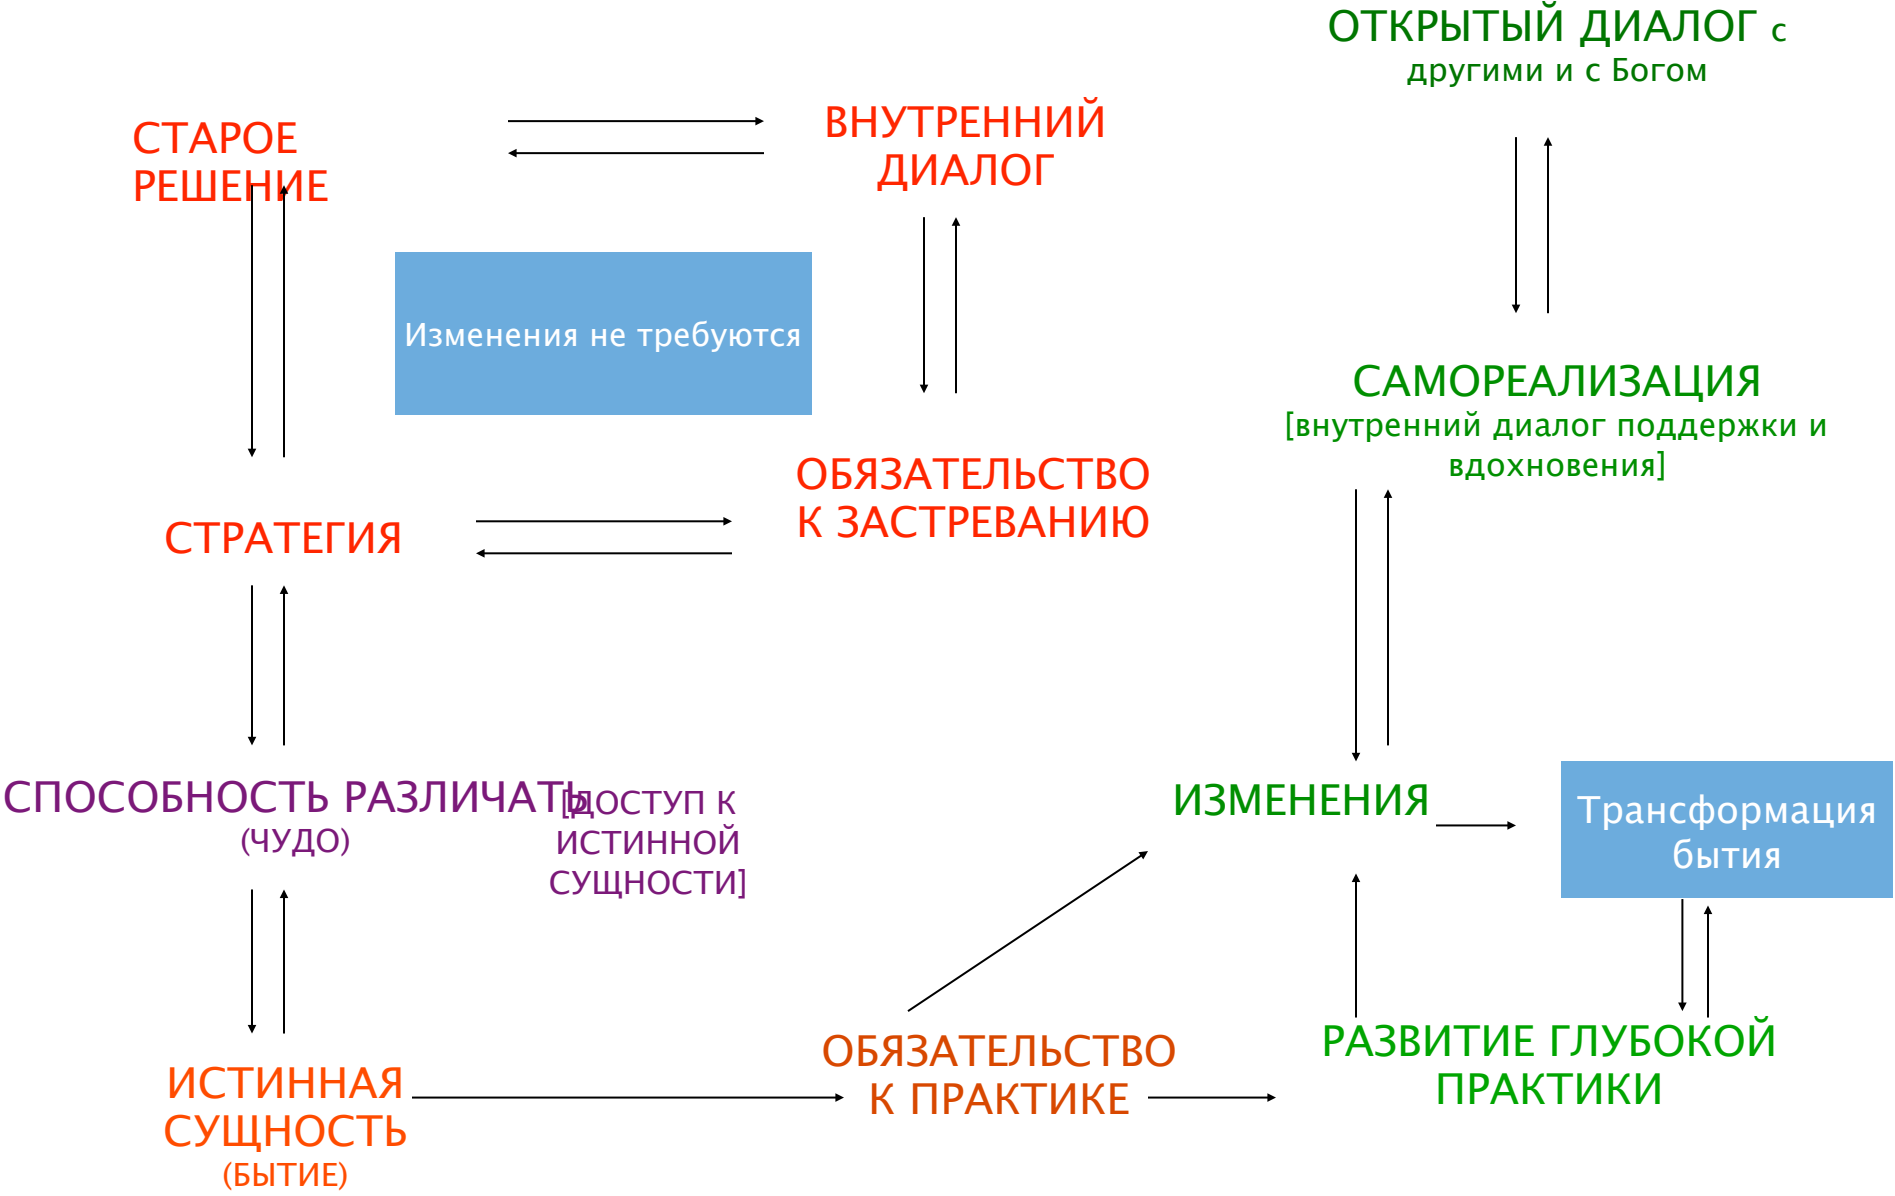 ОТКРЫТЫЙ ДИАЛОГ с
другими и с Богом
СТАРОЕ
РЕШЕНИЕ
ВНУТРЕННИЙ
ДИАЛОГ
Изменения не требуются
САМОРЕАЛИЗАЦИЯ
[внутренний диалог поддержки и
вдохновения]
СТРАТЕГИЯ
ОБЯЗАТЕЛЬСТВО
К ЗАСТРЕВАНИЮ
СПОСОБНОСТЬ РАЗЛИЧАТЬ
(ЧУДО)
[ДОСТУП К
ИСТИННОЙ
СУЩНОСТИ]
ИЗМЕНЕНИЯ
Трансформация
бытия
ИСТИННАЯ
СУЩНОСТЬ
(БЫТИЕ)
ОБЯЗАТЕЛЬСТВО
К ПРАКТИКЕ
РАЗВИТИЕ ГЛУБОКОЙ
ПРАКТИКИ